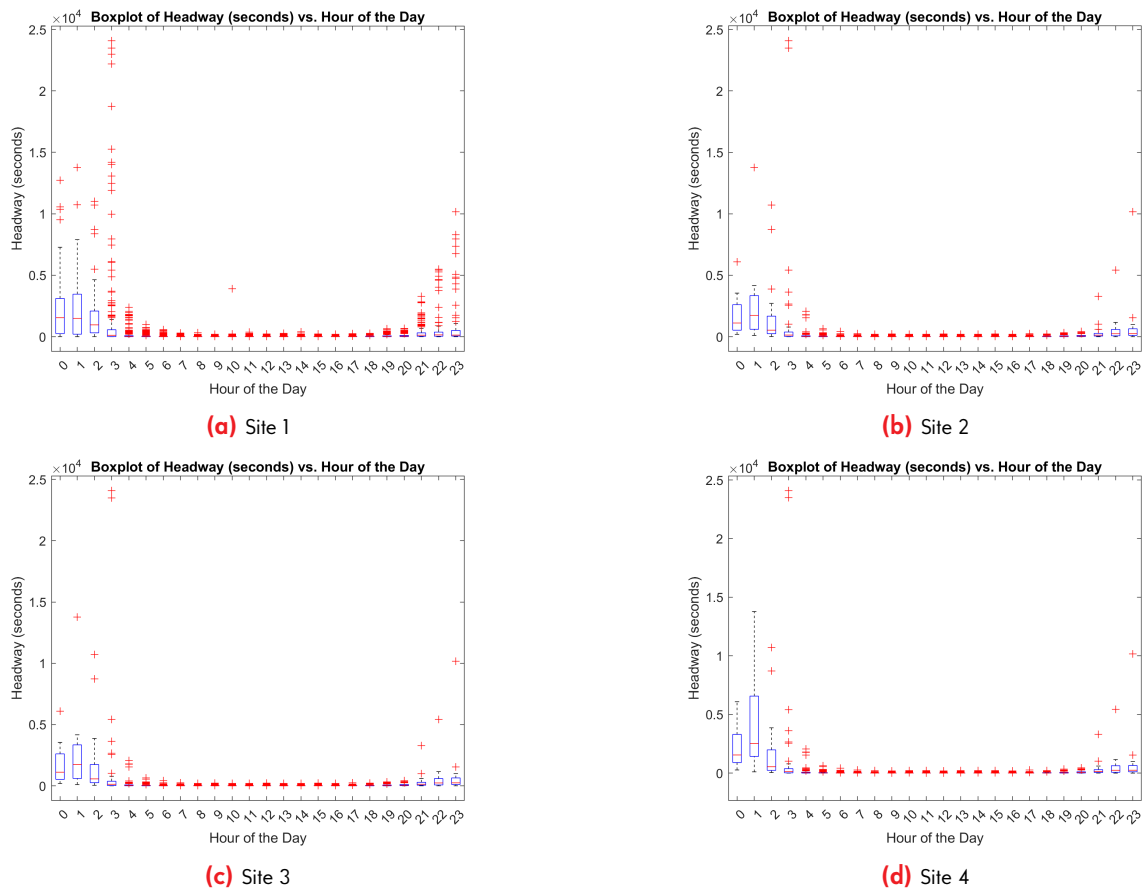 Boxplot of Headway (seconds) vs. Hour of the Day
×10⁴
2.5
2
1.5
1
0.5
0
Headway (seconds)
0 1 2 3 4 5 6 7 8 9 10 11 12 13 14 15 16 17 18 19 20 21 22 23
Hour of the Day
(a) Site 1
Boxplot of Headway (seconds) vs. Hour of the Day
×10⁴
2.5
2
1.5
1
0.5
0
Headway (seconds)
0 1 2 3 4 5 6 7 8 9 10 11 12 13 14 15 16 17 18 19 20 21 22 23
Hour of the Day
(b) Site 2
Boxplot of Headway (seconds) vs. Hour of the Day
×10⁴
2.5
2
1.5
1
0.5
0
Headway (seconds)
0 1 2 3 4 5 6 7 8 9 10 11 12 13 14 15 16 17 18 19 20 21 22 23
Hour of the Day
(c) Site 3
Boxplot of Headway (seconds) vs. Hour of the Day
×10⁴
2.5
2
1.5
1
0.5
0
Headway (seconds)
0 1 2 3 4 5 6 7 8 9 10 11 12 13 14 15 16 17 18 19 20 21 22 23
Hour of the Day
(d) Site 4